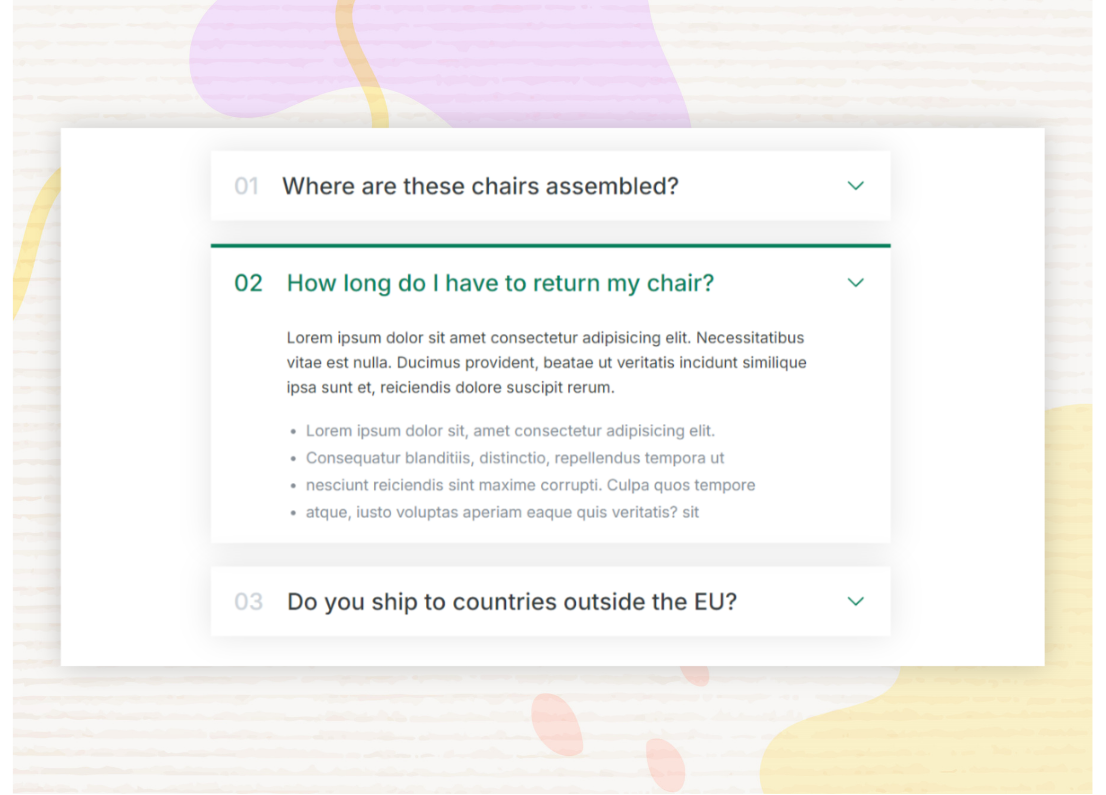 01 Where are these chairs assembled?
02 How long do I have to return my chair?
Lorem ipsum dolor sit amet consectetur adipisicing elit. Necessitatibus
vitae est nulla. Ducimus provident, beatae ut veritatis incidunt similique
ipsa sunt et, reiciendis dolore suscipit rerum.
• Lorem ipsum dolor sit, amet consectetur adipisicing elit.
• Consequatur blanditiis, distinctio, repellendus tempora ut
• nesciunt reiciendis sint maxime corrupti. Culpa quos tempore
• atque, iusto voluptas aperiam eaque quis veritatis? sit
03 Do you ship to countries outside the EU?